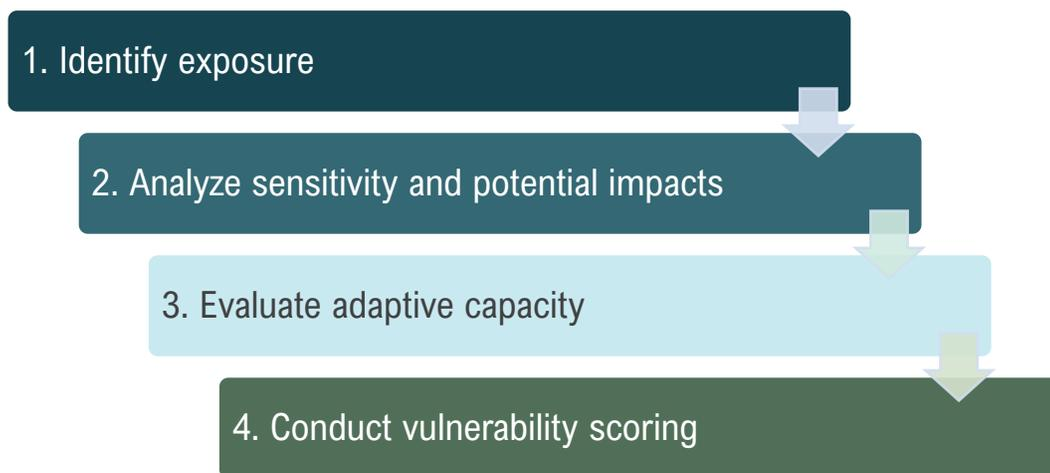 1. Identify exposure
2. Analyze sensitivity and potential impacts
3. Evaluate adaptive capacity
4. Conduct vulnerability scoring